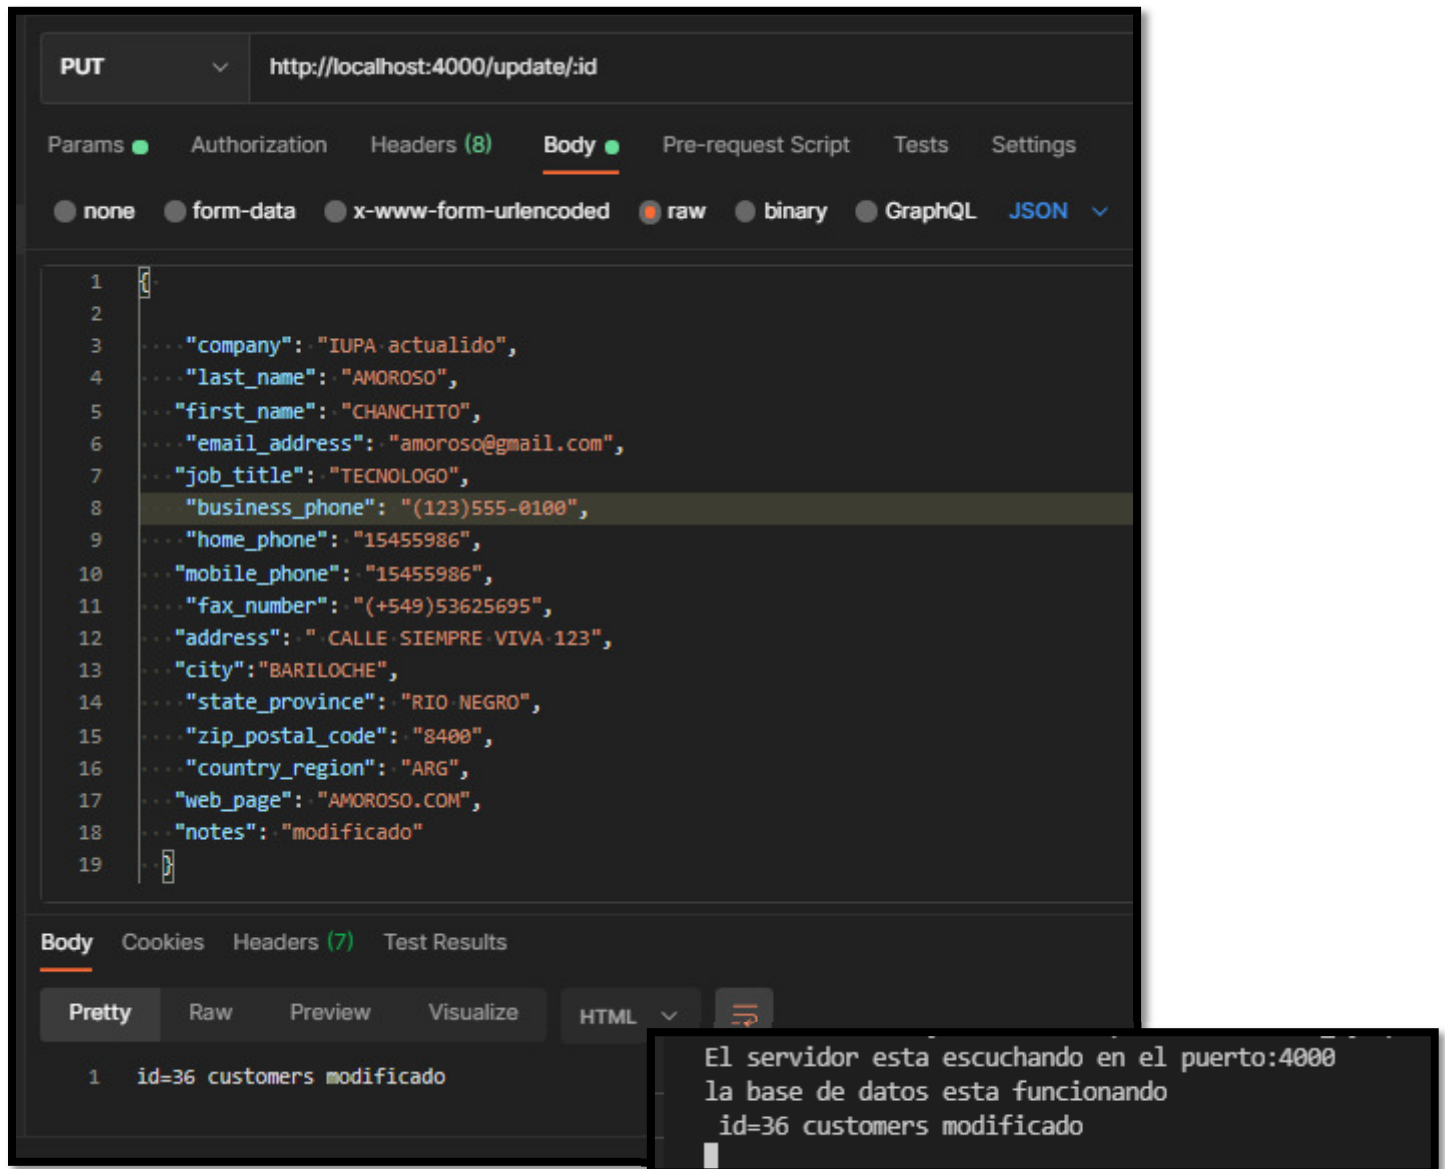 PUT http://localhost:4000/update/:id
Params Authorization Headers (8) Body Pre-request Script Tests Settings
none form-data x-www-form-urlencoded raw binary GraphQL JSON
1 {
2
3 "company": "IUPA actualido",
4 "last_name": "AMOROSO",
5 "first_name": "CHANCHITO",
6 "email_address": "amoroso@gmail.com",
7 "job_title": "TECNOLOGO",
8 "business_phone": "(123)555-0100",
9 "home_phone": "15455986",
10 "mobile_phone": "15455986",
11 "fax_number": "(+549)53625695",
12 "address": " CALLE SIEMPRE VIVA 123",
13 "city":"BARILOCHE",
14 "state_province": "RIO NEGRO",
15 "zip_postal_code": "8400",
16 "country_region": "ARG",
17 "web_page": "AMOROSO.COM",
18 "notes": "modificado"
19 }
Body Cookies Headers (7) Test Results
Pretty Raw Preview Visualize HTML
1 id=36 customers modificado
El servidor esta escuchando en el puerto:4000
la base de datos esta funcionando
id=36 customers modificado